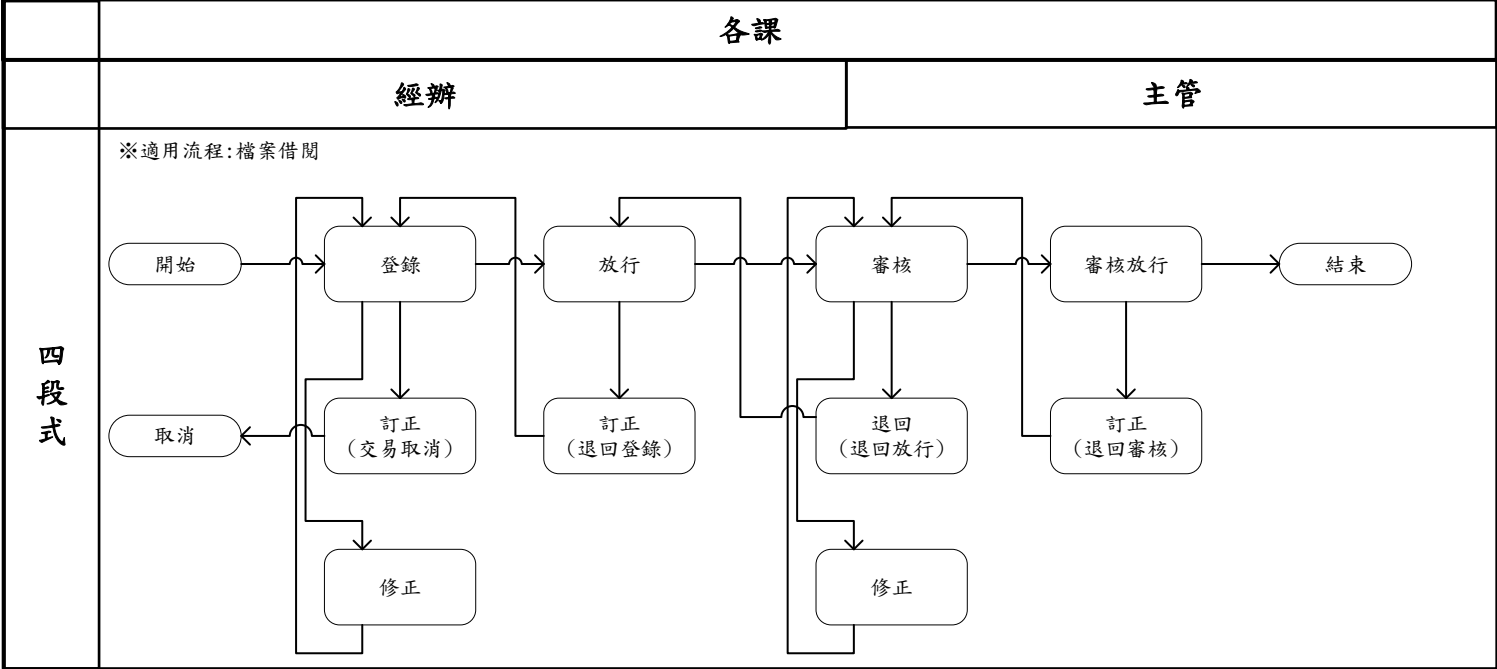 各課
經辦
主管
四段式
※適用流程:檔案借閱
開始
登錄
放行
審核
審核放行
結束
取消
訂正
(交易取消)
訂正
(退回登錄)
退回
(退回放行)
訂正
(退回審核)
修正
修正